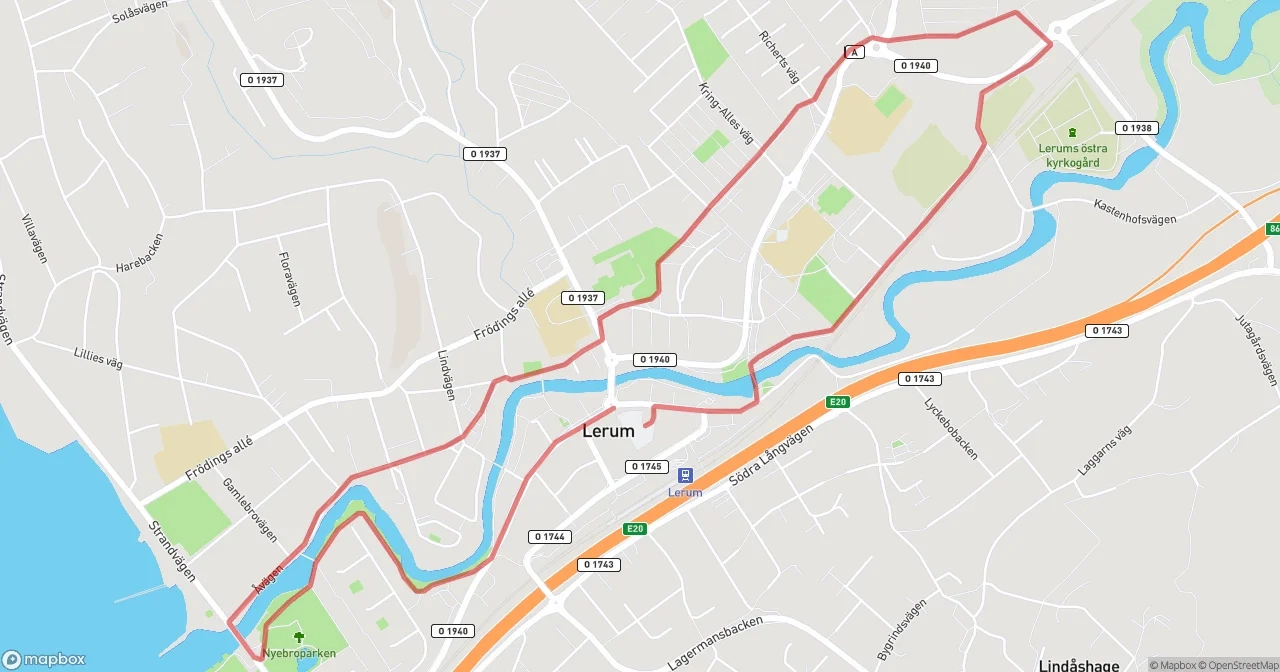 Solåsvägen
O 1937
Richerts väg
A
O 1940
Kring-Alles väg
O 1938
O 1937
Lerums östra
kyrkogård
Villavägen
Harebacken
Kastenhofsvägen
86
Floravägen
Strandvägen
O 1937
Frödings allé
O 1743
Jutagårdsvägen
Lillies väg
Lindvägen
O 1940
O 1743
E20
Lyckebobacken
Lerum
Frödings allé
Södra Långvägen
Laggarns väg
O 1745
Lerum
Gamlebrovägen
Strandvägen
E20
O 1744
O 1743
Åvägen
O 1940
Lagermansbacken
Bygrindsvägen
Nyebroparken
Lindåshage
mapbox
© Mapbox © OpenStreetMap